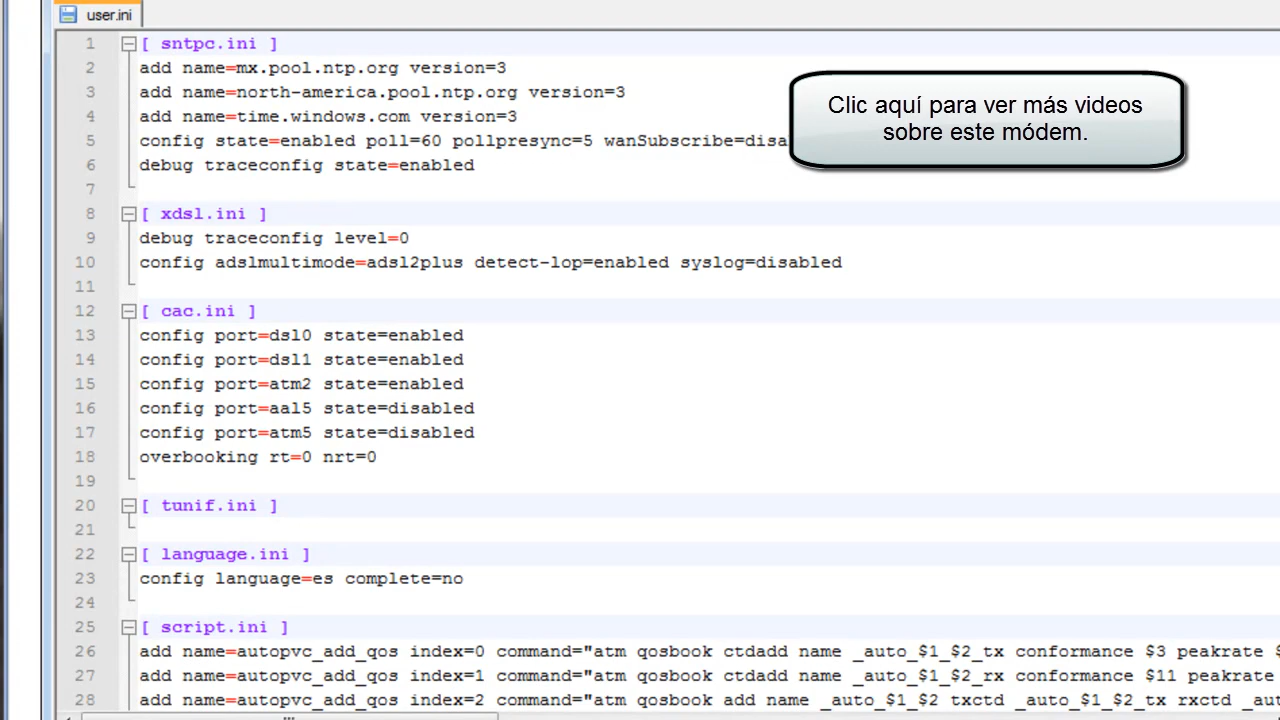 user.ini
1 [ sntpc.ini ]
2 add name=mx.pool.ntp.org version=3
3 add name=north-america.pool.ntp.org version=3
4 add name=time.windows.com version=3
5 config state=enabled poll=60 pollpresync=5 wanSubscribe=disa
6 debug traceconfig state=enabled
7
8 [ xdsl.ini ]
9 debug traceconfig level=0
10 config adslmultimode=adsl2plus detect-lop=enabled syslog=disabled
11
12 [ cac.ini ]
13 config port=dsl0 state=enabled
14 config port=dsl1 state=enabled
15 config port=atm2 state=enabled
16 config port=aal5 state=disabled
17 config port=atm5 state=disabled
18 overbooking rt=0 nrt=0
19
20 [ tunif.ini ]
21
22 [ language.ini ]
23 config language=es complete=no
24
25 [ script.ini ]
26 add name=autopvc_add_qos index=0 command="atm qosbook ctdadd name _auto_$1_$2_tx conformance $3 peakrate $
27 add name=autopvc_add_qos index=1 command="atm qosbook ctdadd name _auto_$1_$2_rx conformance $11 peakrate
28 add name=autopvc_add_qos index=2 command="atm qosbook add name _auto_$1_$2 txctd _auto_$1_$2_tx rxctd _au
Clic aquí para ver más videos
sobre este módem.